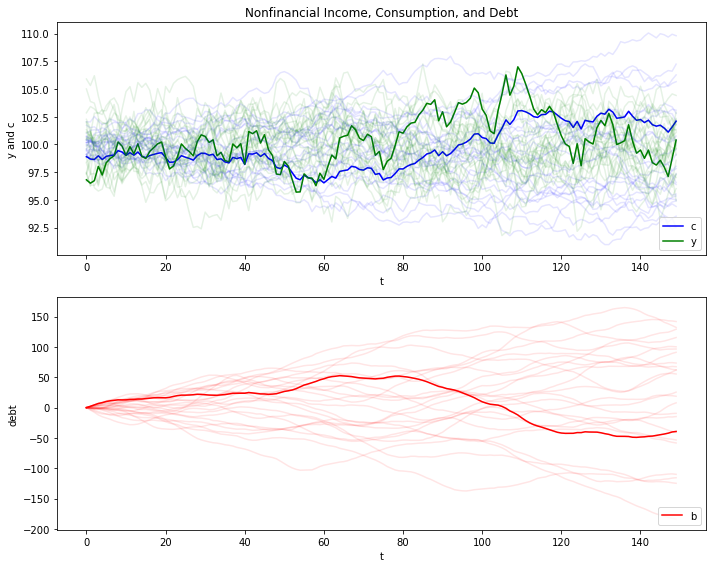 Nonfinancial Income, Consumption, and Debt
110.0
107.5
105.0
102.5
100.0
97.5
95.0
92.5
y and c
c
y
0 20 40 60 80 100 120 140
t
150
100
50
0
−50
−100
−150
−200
debt
b
0 20 40 60 80 100 120 140
t